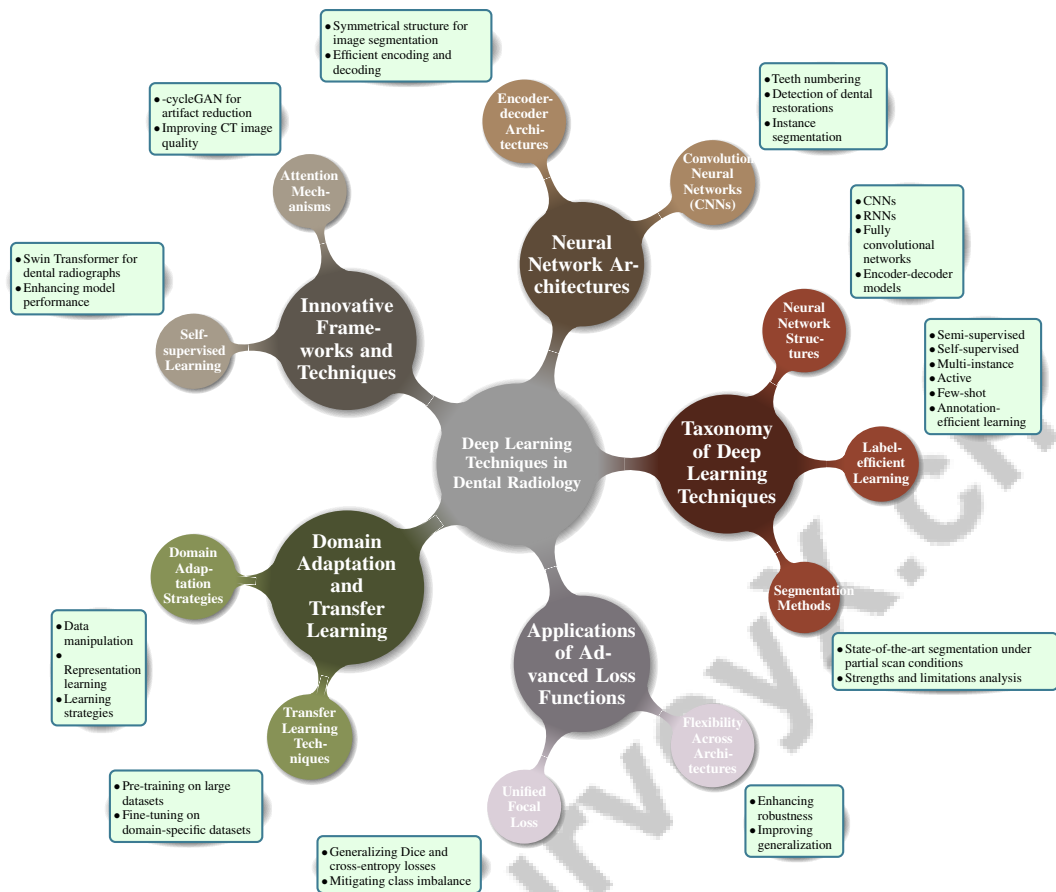 Deep Learning
Techniques in
Dental Radiology
Neural
Network Ar-
chitectures
Encoder-
decoder Archi-
tectures
• Symmetrical structure for
image segmentation
• Efficient encoding and
decoding
Convolution
Neural
Networks
(CNNs)
• Teeth numbering
• Detection of dental
restorations
• Instance
segmentation
Taxonomy
of Deep
Learning
Techniques
Neural
Network
Struc-
tures
• CNNs
• RNNs
• Fully
convolutional
networks
• Encoder-decoder
models
Label-
efficient
Learning
• Semi-supervised
• Self-supervised
• Multi-instance
• Active
• Few-shot
• Annotation-
efficient learning
Segmentation
Methods
• State-of-the-art segmentation under
partial scan conditions
• Strengths and limitations analysis
Applications
of Ad-
vanced Loss
Functions
Flexibility
Across
Archi-
tectures
• Enhancing
robustness
• Improving
generalization
Unified
Focal
Loss
• Generalizing Dice and
cross-entropy losses
• Mitigating class imbalance
Domain
Adaptation
and
Transfer
Learning
Transfer
Learning
Tech-
niques
• Pre-training on large
datasets
• Fine-tuning on
domain-specific datasets
Domain
Adap-
tation
Strategies
• Data
manipulation
•
Representation
learning
• Learning
strategies
Innovative
Frame-
works and
Techniques
Self-
supervised
Learning
• Swin Transformer for
dental radiographs
• Enhancing model
performance
Attention
Mech-
anisms
• -cycleGAN for
artifact reduction
• Improving CT image
quality